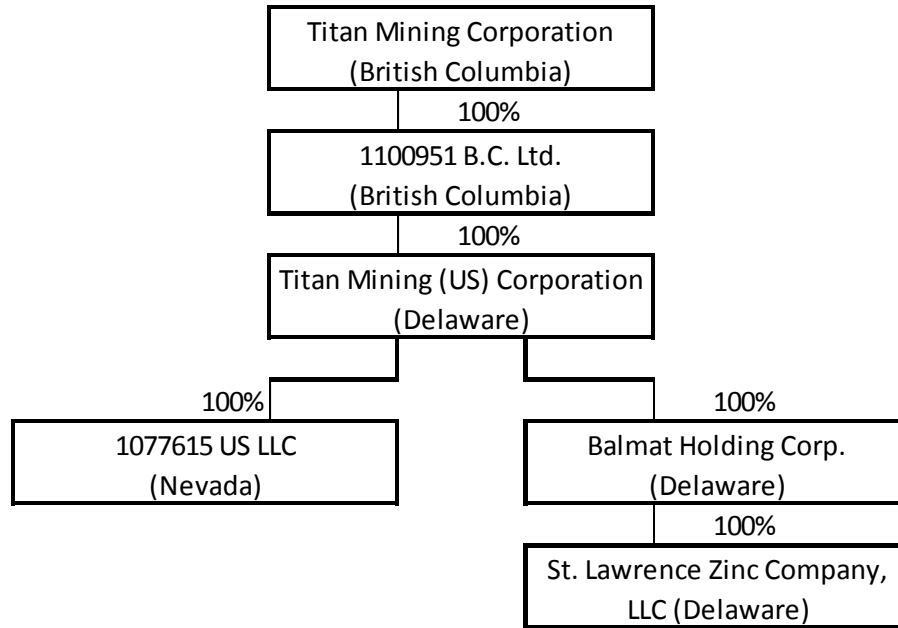 Titan Mining Corporation
(British Columbia)
100%
1100951 B.C. Ltd.
(British Columbia)
100%
Titan Mining (US) Corporation
(Delaware)
100%
1077615 US LLC
(Nevada)
100%
Balmat Holding Corp.
(Delaware)
100%
St. Lawrence Zinc Company,
LLC (Delaware)